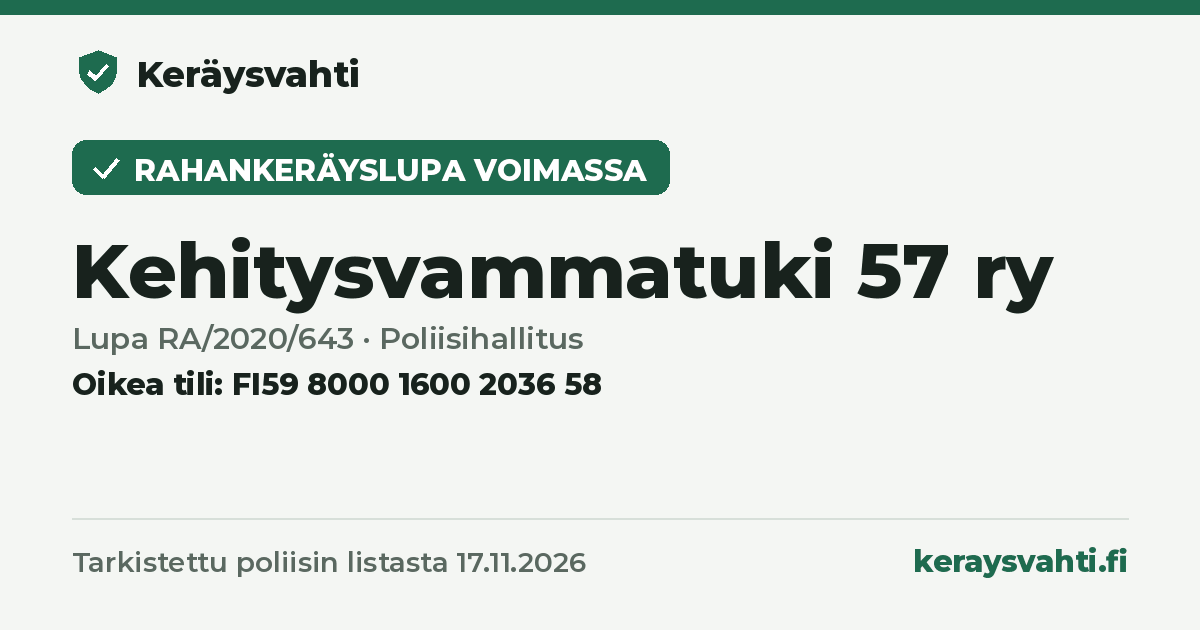 Keräysvahti
RAHANKERÄYSLUPA VOIMASSA
Kehitysvammatuki 57 ry
Lupa RA/2020/643 · Poliisihallitus
Oikea tili: FI59 8000 1600 2036 58
Tarkistettu poliisin listasta 17.11.2026
keraysvahti.fi